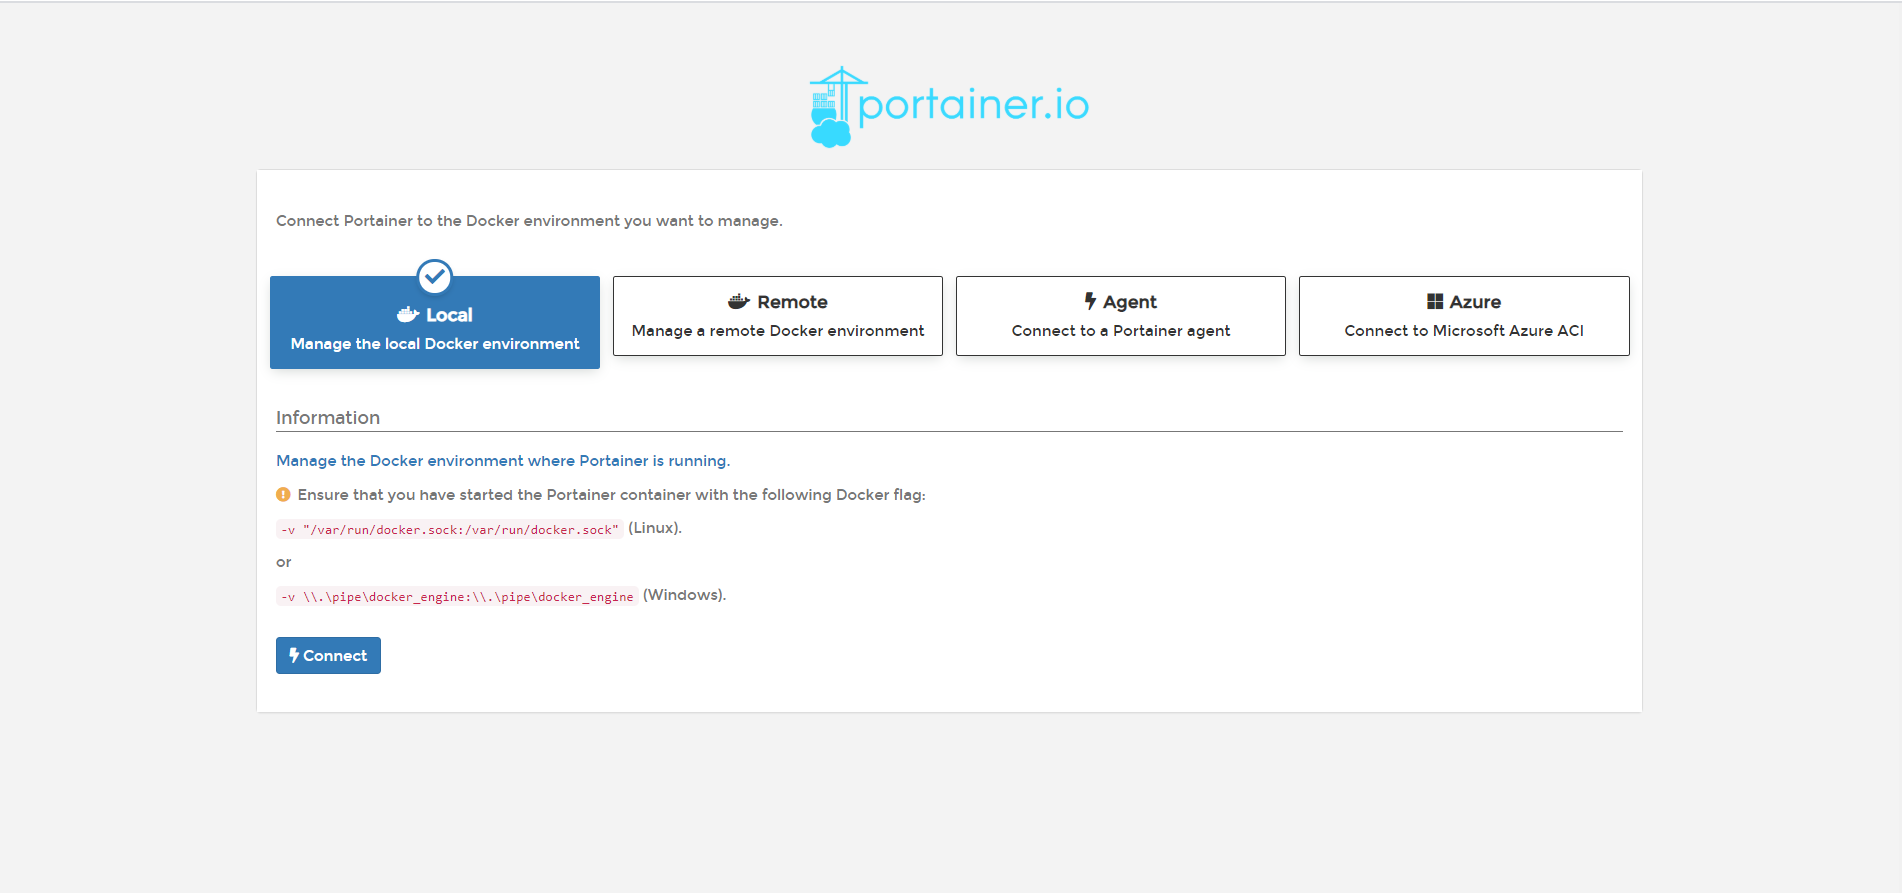 portainer.io
Connect Portainer to the Docker environment you want to manage.
Local
Manage the local Docker environment
Remote
Manage a remote Docker environment
Agent
Connect to a Portainer agent
Azure
Connect to Microsoft Azure ACI
Information
Manage the Docker environment where Portainer is running.
Ensure that you have started the Portainer container with the following Docker flag:
-v "/var/run/docker.sock:/var/run/docker.sock" (Linux).
or
-v \\.\pipe\docker_engine:\\.\pipe\docker_engine (Windows).
Connect